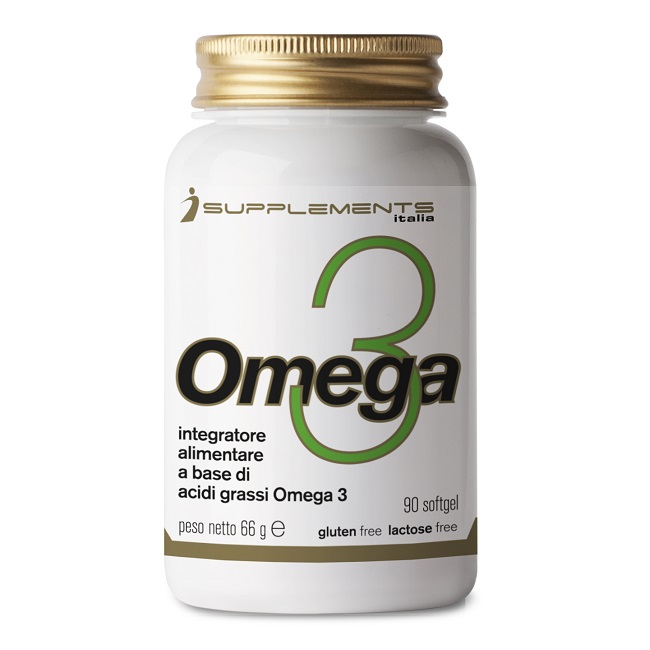 SUPPLEMENTS
italia
3
Omega
integratore
alimentare
a base di
acidi grassi Omega 3
90 softgel
peso netto 66 g ℮
gluten free lactose free